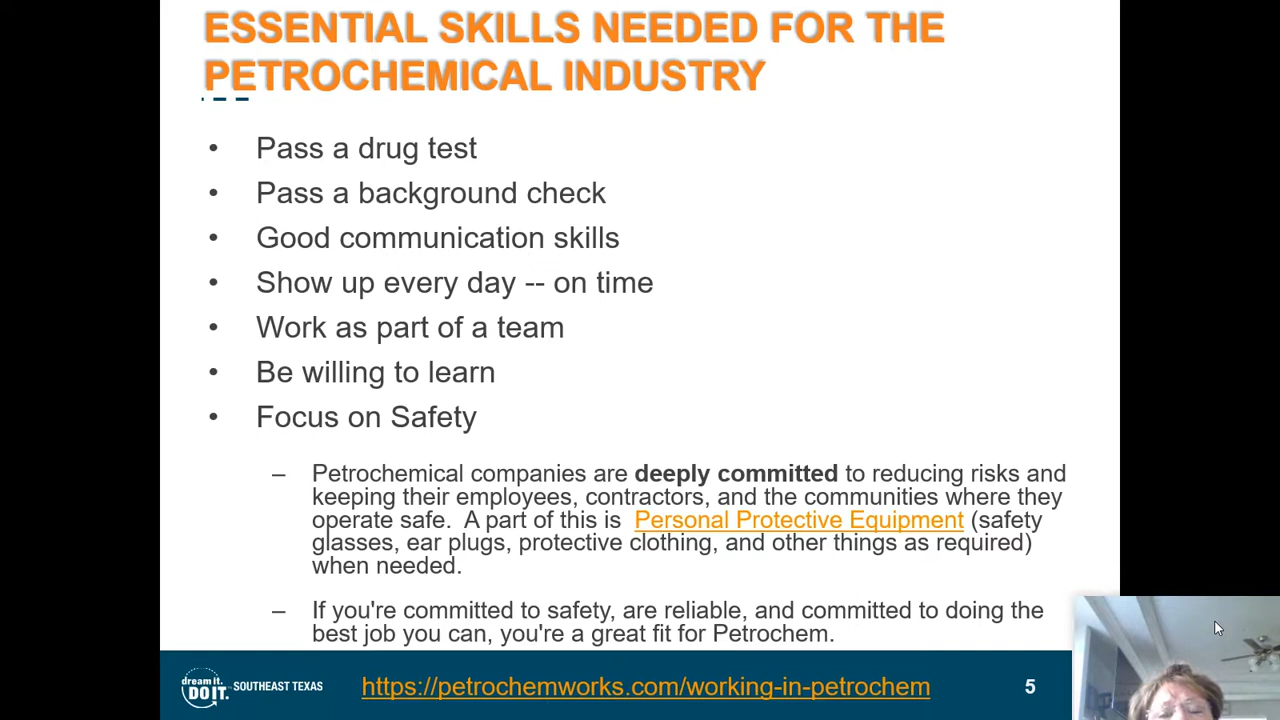 ESSENTIAL SKILLS NEEDED FOR THE
PETROCHEMICAL INDUSTRY
• Pass a drug test
• Pass a background check
• Good communication skills
• Show up every day -- on time
• Work as part of a team
• Be willing to learn
• Focus on Safety
– Petrochemical companies are deeply committed to reducing risks and
keeping their employees, contractors, and the communities where they
operate safe. A part of this is Personal Protective Equipment (safety
glasses, ear plugs, protective clothing, and other things as required)
when needed.
– If you're committed to safety, are reliable, and committed to doing the
best job you can, you're a great fit for Petrochem.
dream it.
DO IT.
SOUTHEAST TEXAS
https://petrochemworks.com/working-in-petrochem
5